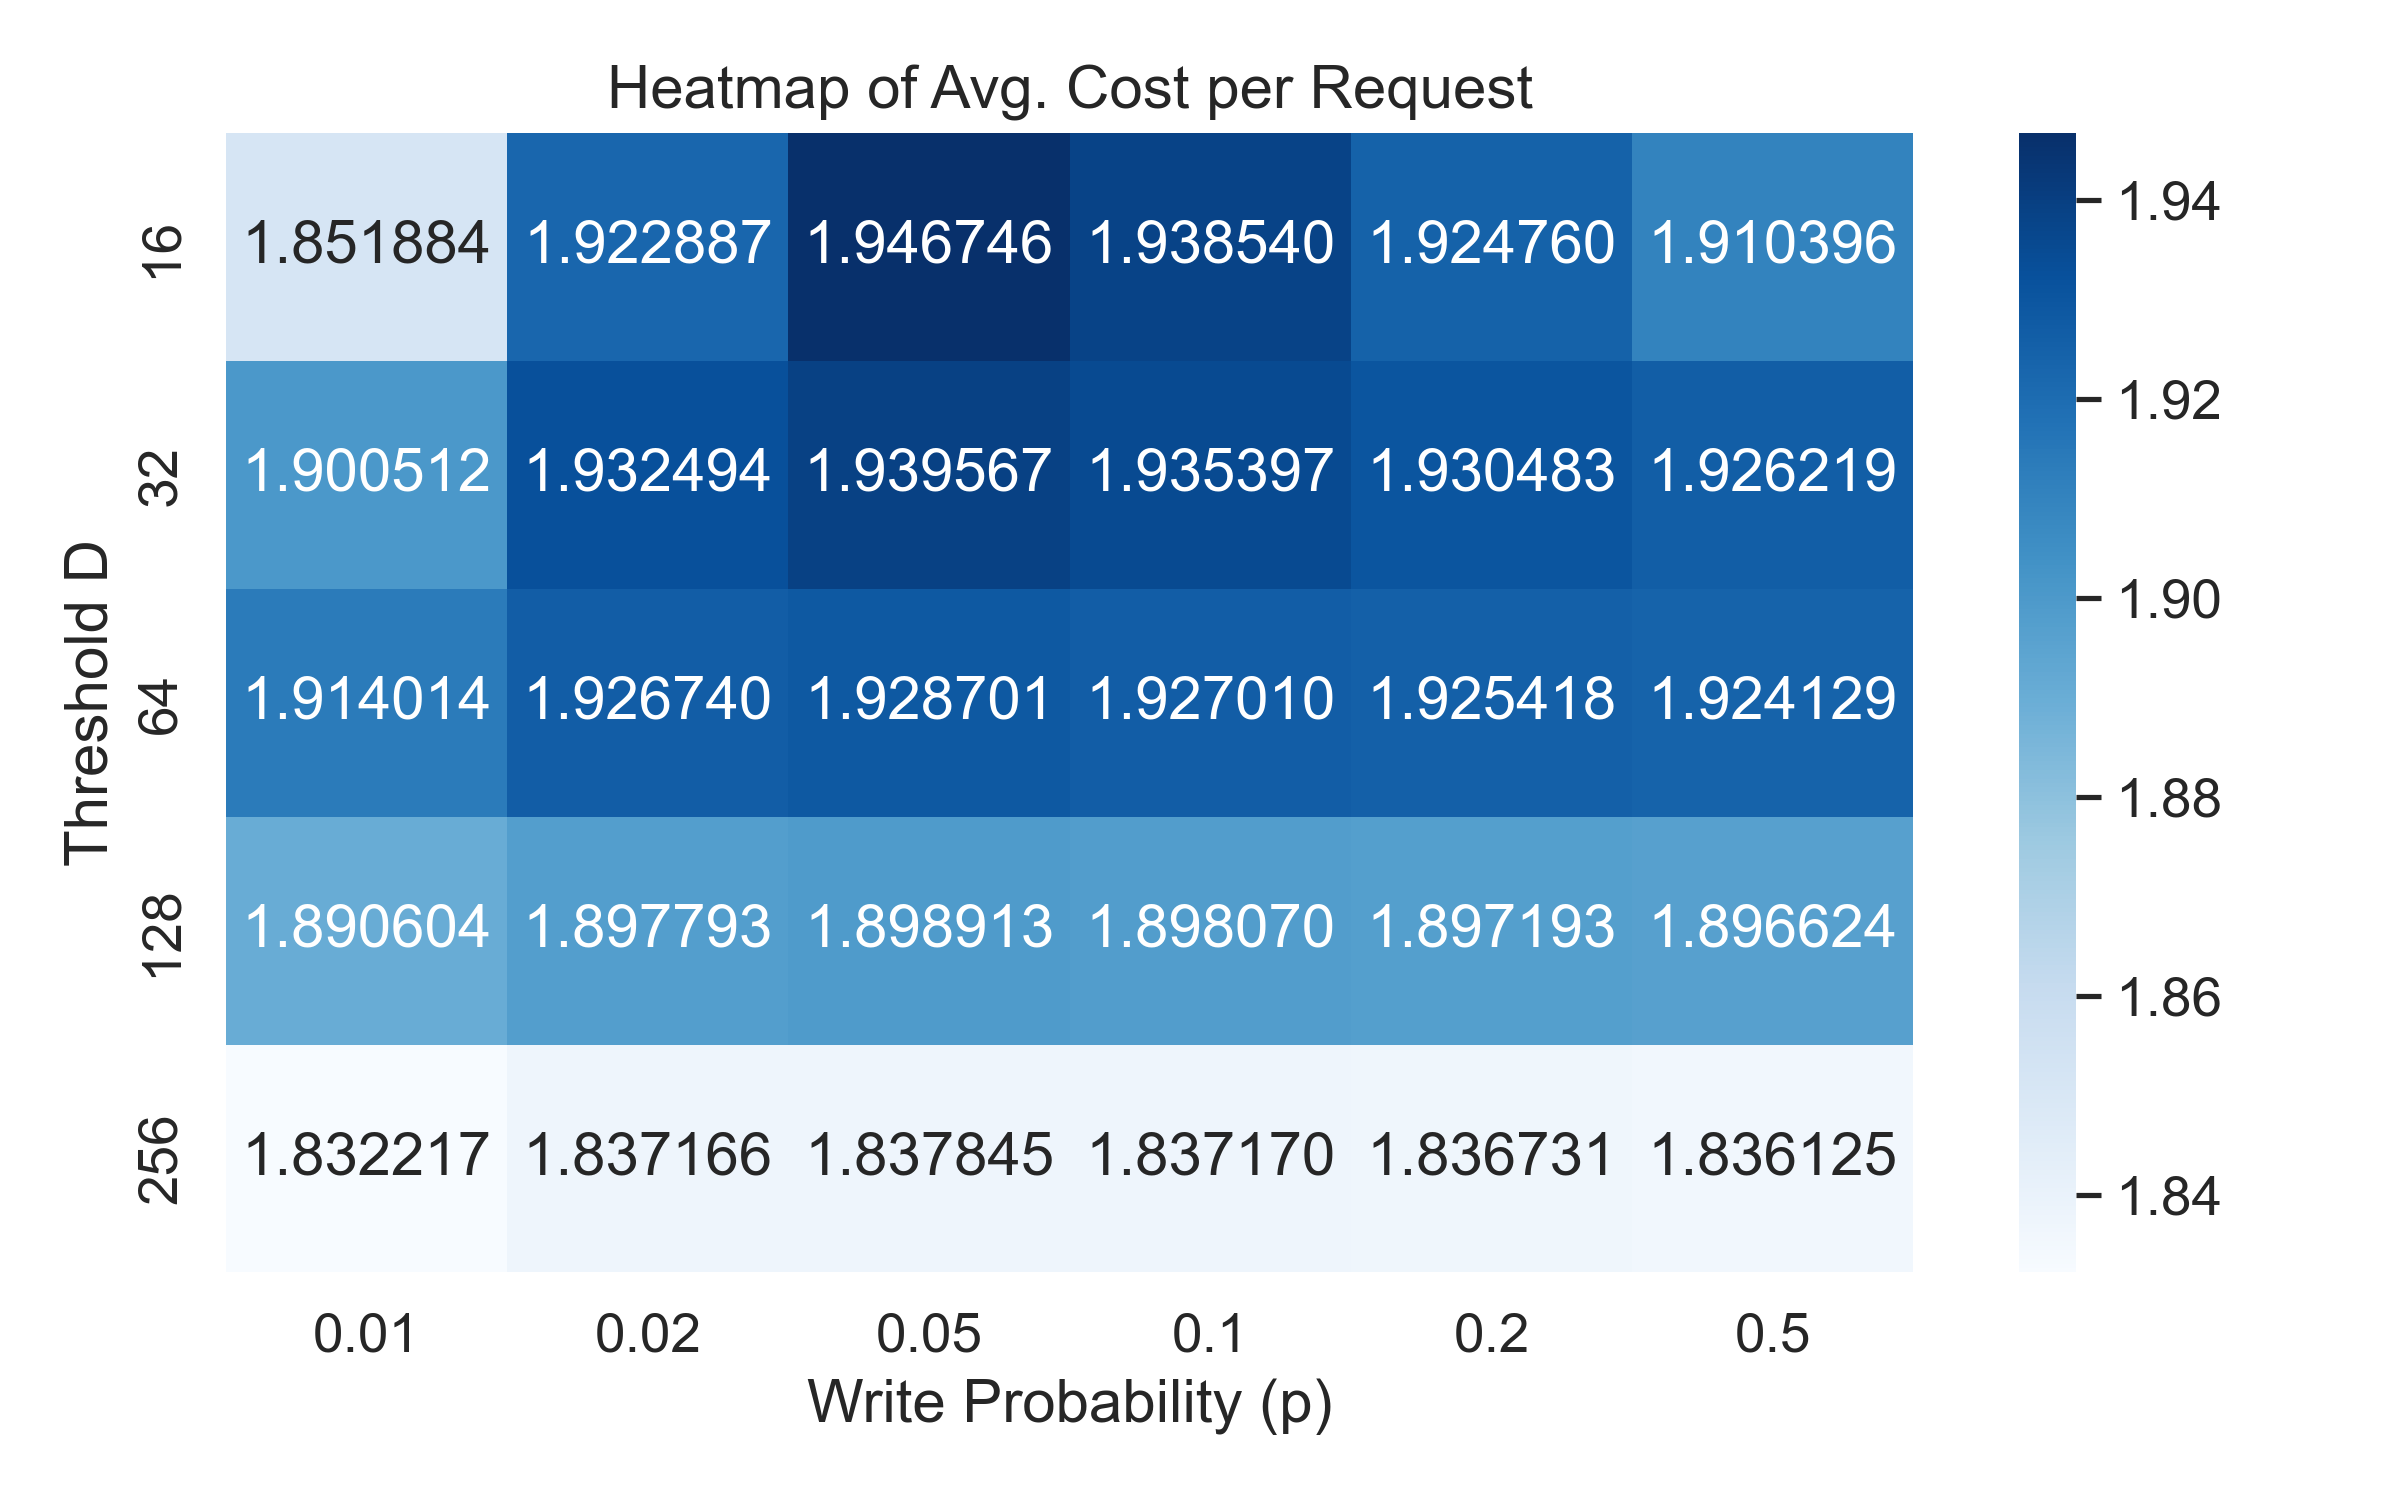 Heatmap of Avg. Cost per Request
Threshold D
16 1.851884 1.922887 1.946746 1.938540 1.924760 1.910396
32 1.900512 1.932494 1.939567 1.935397 1.930483 1.926219
64 1.914014 1.926740 1.928701 1.927010 1.925418 1.924129
128 1.890604 1.897793 1.898913 1.898070 1.897193 1.896624
256 1.832217 1.837166 1.837845 1.837170 1.836731 1.836125
0.01 0.02 0.05 0.1 0.2 0.5
Write Probability (p)
1.94
1.92
1.90
1.88
1.86
1.84